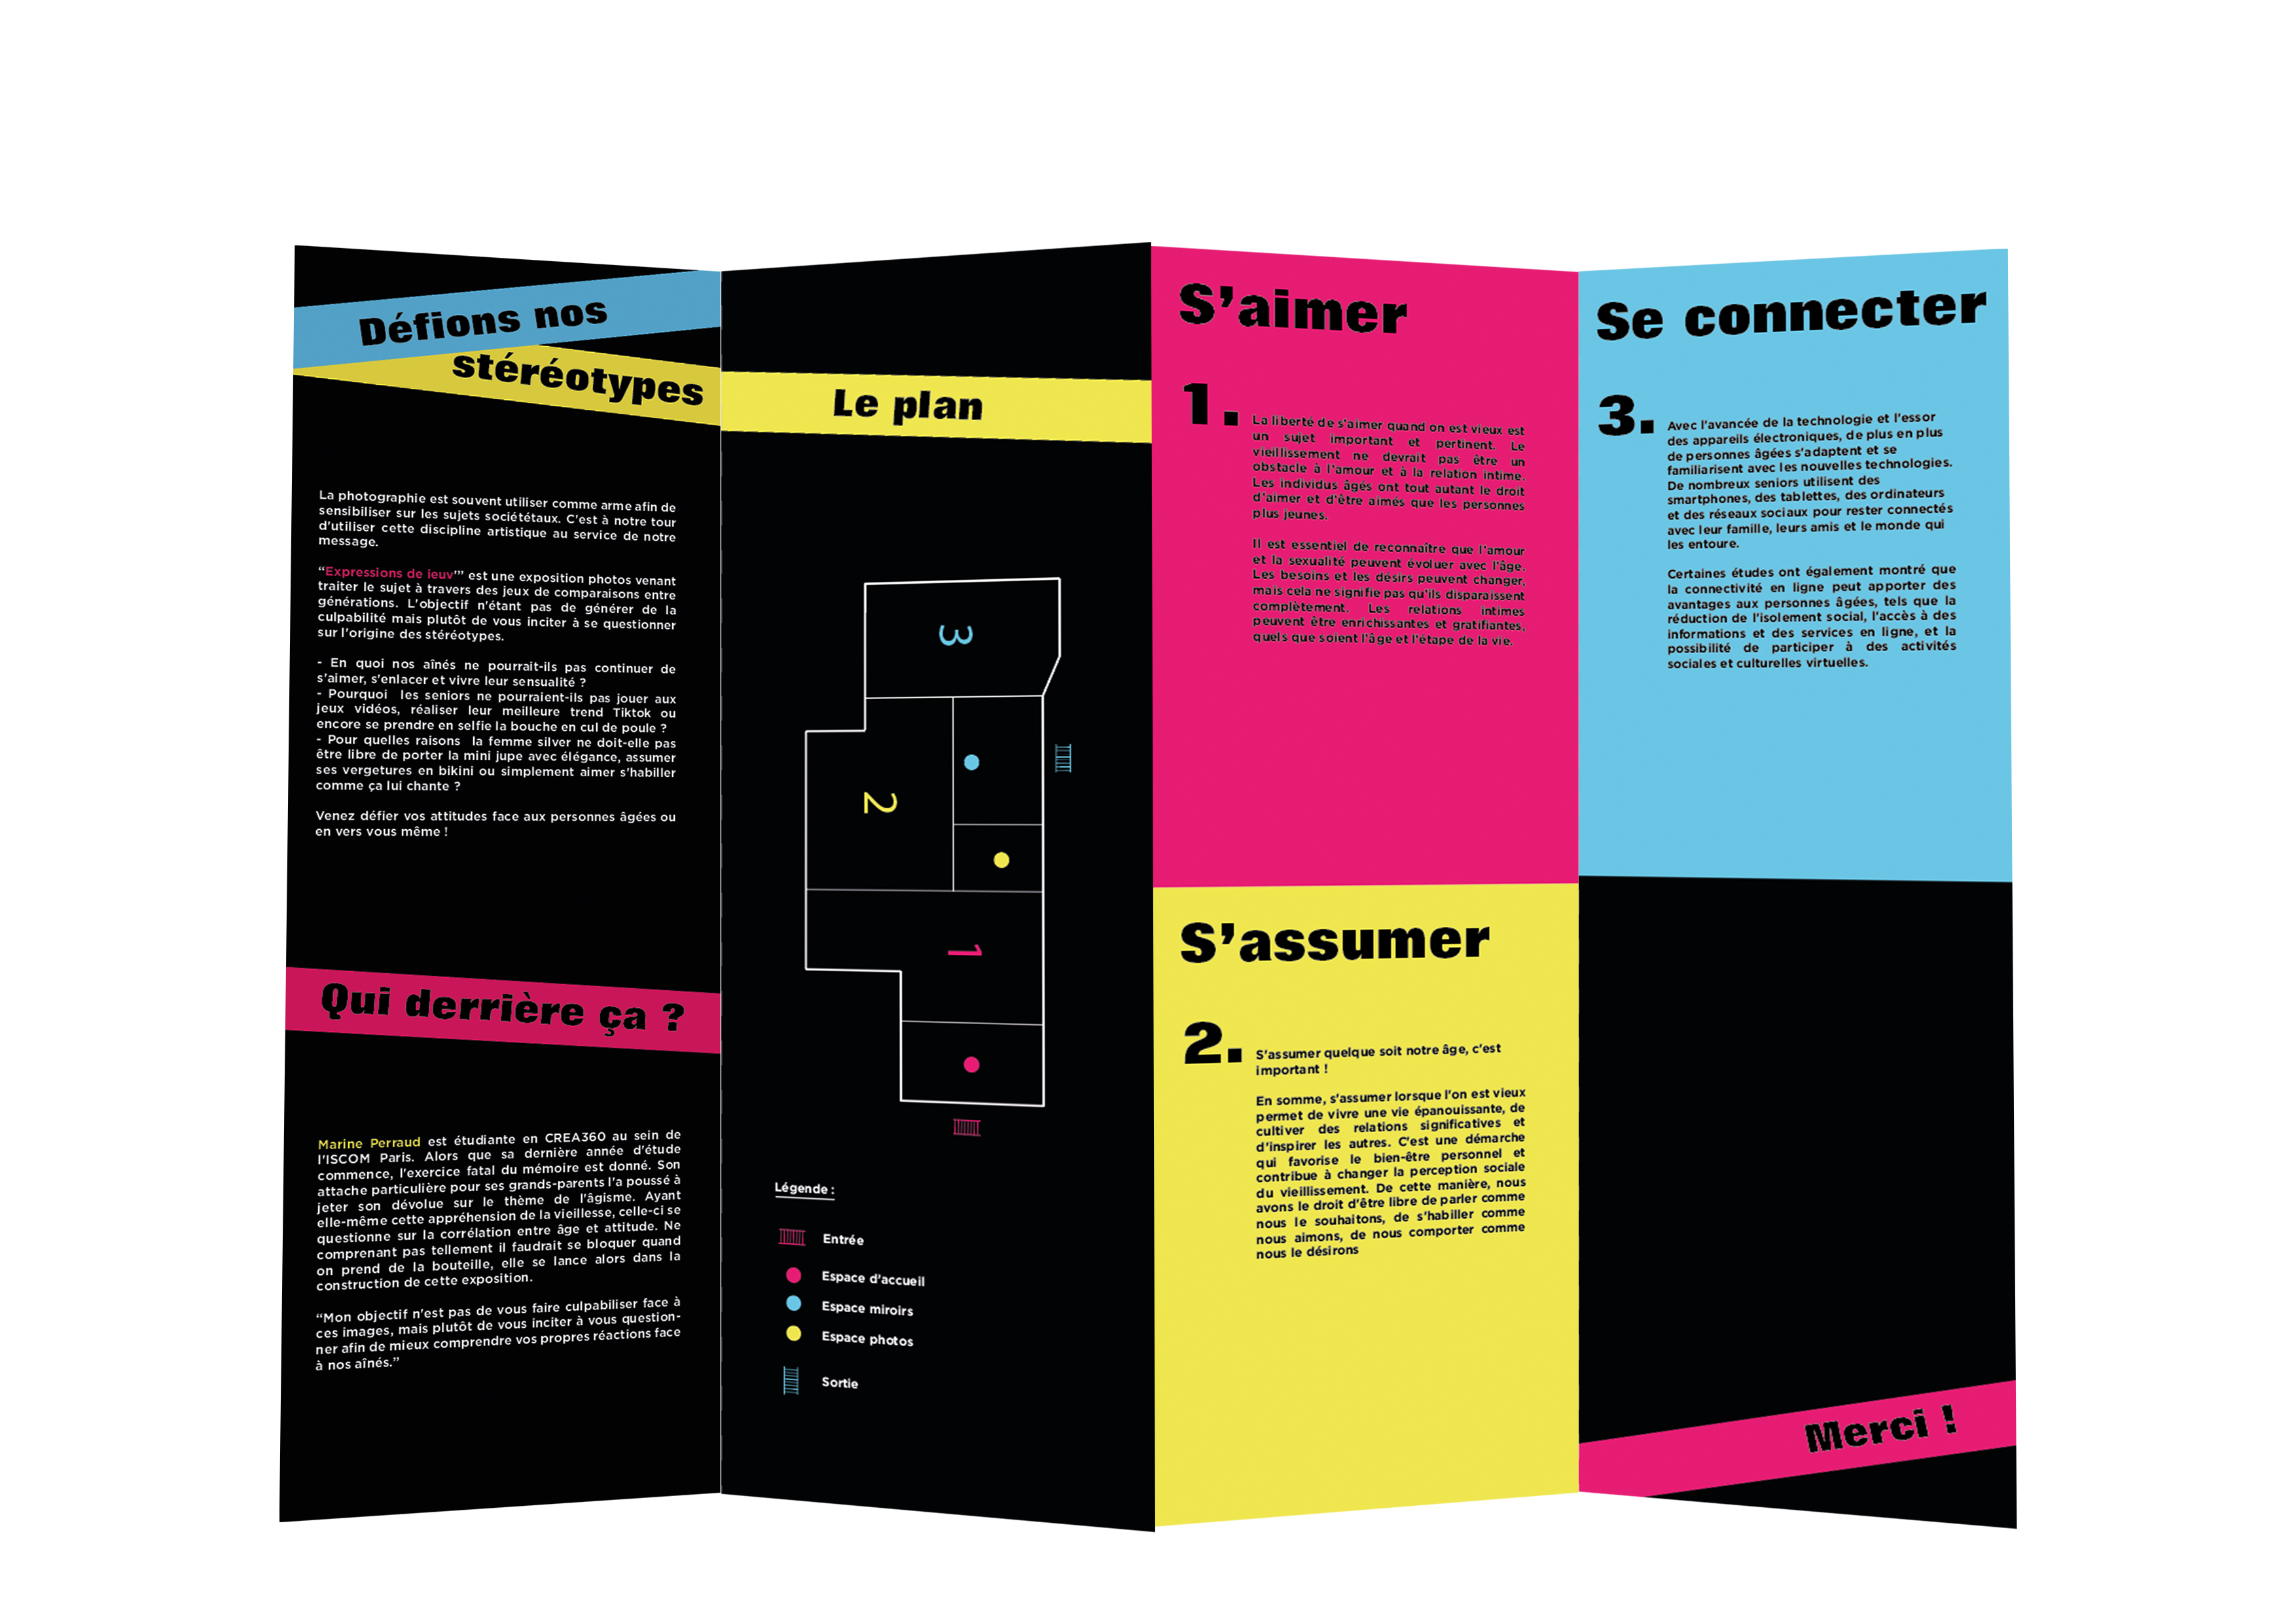 Défions nos
stéréotypes
La photographie est souvent utiliser comme arme afin de
sensibiliser sur les sujets sociététaux. C'est à notre tour
d'utiliser cette discipline artistique au service de notre
message.
“Expressions de ieuv'” est une exposition photos venant
traiter le sujet à travers des jeux de comparaisons entre
générations. L'objectif n'étant pas de générer de la
culpabilité mais plutôt de vous inciter à se questionner
sur l'origine des stéréotypes.
- En quoi nos aînés ne pourrait-ils pas continuer de
s'aimer, s'enlacer et vivre leur sensualité ?
- Pourquoi les seniors ne pourraient-ils pas jouer aux
jeux vidéos, réaliser leur meilleure trend Tiktok ou
encore se prendre en selfie la bouche en cul de poule ?
- Pour quelles raisons la femme silver ne doit-elle pas
être libre de porter la mini jupe avec élégance, assumer
ses vergetures en bikini ou simplement aimer s'habiller
comme ça lui chante ?
Venez défier vos attitudes face aux personnes âgées ou
en vers vous même !
Qui derrière ça ?
Marine Perraud est étudiante en CREA360 au sein de
l'ISCOM Paris. Alors que sa dernière année d'étude
commence, l'exercice fatal du mémoire est donné. Son
attache particulière pour ses grands-parents l'a poussé à
jeter son dévolue sur le thème de l'âgisme. Ayant
elle-même cette appréhension de la vieillesse, celle-ci se
questionne sur la corrélation entre âge et attitude. Ne
comprenant pas tellement il faudrait se bloquer quand
on prend de la bouteille, elle se lance alors dans la
construction de cette exposition.
“Mon objectif n'est pas de vous faire culpabiliser face à
ces images, mais plutôt de vous inciter à vous question-
ner afin de mieux comprendre vos propres réactions face
à nos aînés.”
Le plan
3
2
1
Légende :
Entrée
Espace d'accueil
Espace miroirs
Espace photos
Sortie
S'aimer
1.
La liberté de s'aimer quand on est vieux est
un sujet important et pertinent. Le
vieillissement ne devrait pas être un
obstacle à l'amour et à la relation intime.
Les individus âgés ont tout autant le droit
d'aimer et d'être aimés que les personnes
plus jeunes.
Il est essentiel de reconnaître que l'amour
et la sexualité peuvent évoluer avec l'âge.
Les besoins et les désirs peuvent changer,
mais cela ne signifie pas qu'ils disparaissent
complètement. Les relations intimes
peuvent être enrichissantes et gratifiantes,
quels que soient l'âge et l'étape de la vie.
S'assumer
2.
S'assumer quelque soit notre âge, c'est
important !
En somme, s'assumer lorsque l'on est vieux
permet de vivre une vie épanouissante, de
cultiver des relations significatives et
d'inspirer les autres. C'est une démarche
qui favorise le bien-être personnel et
contribue à changer la perception sociale
du vieillissement. De cette manière, nous
avons le droit d'être libre de parler comme
nous le souhaitons, de s'habiller comme
nous aimons, de nous comporter comme
nous le désirons
Se connecter
3.
Avec l'avancée de la technologie et l'essor
des appareils électroniques, de plus en plus
de personnes âgées s'adaptent et se
familiarisent avec les nouvelles technologies.
De nombreux seniors utilisent des
smartphones, des tablettes, des ordinateurs
et des réseaux sociaux pour rester connectés
avec leur famille, leurs amis et le monde qui
les entoure.
Certaines études ont également montré que
la connectivité en ligne peut apporter des
avantages aux personnes âgées, tels que la
réduction de l'isolement social, l'accès à des
informations et des services en ligne, et la
possibilité de participer à des activités
sociales et culturelles virtuelles.
Merci !